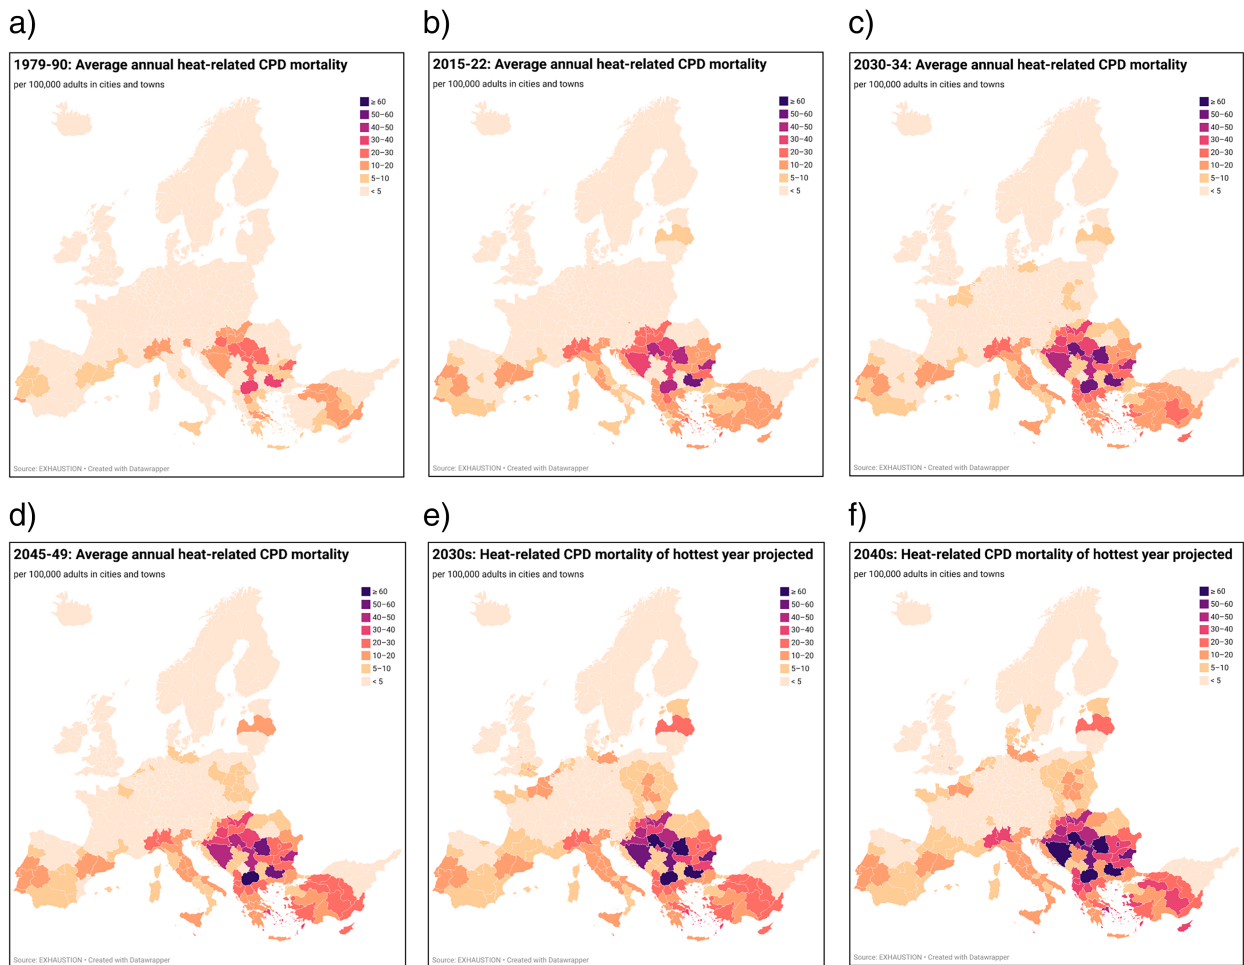 a)
b)
c)
1979-90: Average annual heat-related CPD mortality
per 100,000 adults in cities and towns
≥ 60
50–60
40–50
30–40
20–30
10–20
5–10
< 5
Source: EXHAUSTION • Created with Datawrapper
2015-22: Average annual heat-related CPD mortality
per 100,000 adults in cities and towns
≥ 60
50–60
40–50
30–40
20–30
10–20
5–10
< 5
Source: EXHAUSTION • Created with Datawrapper
2030-34: Average annual heat-related CPD mortality
per 100,000 adults in cities and towns
≥ 60
50–60
40–50
30–40
20–30
10–20
5–10
< 5
Source: EXHAUSTION • Created with Datawrapper
d)
e)
f)
2045-49: Average annual heat-related CPD mortality
per 100,000 adults in cities and towns
≥ 60
50–60
40–50
30–40
20–30
10–20
5–10
< 5
Source: EXHAUSTION • Created with Datawrapper
2030s: Heat-related CPD mortality of hottest year projected
per 100,000 adults in cities and towns
≥ 60
50–60
40–50
30–40
20–30
10–20
5–10
< 5
Source: EXHAUSTION • Created with Datawrapper
2040s: Heat-related CPD mortality of hottest year projected
per 100,000 adults in cities and towns
≥ 60
50–60
40–50
30–40
20–30
10–20
5–10
< 5
Source: EXHAUSTION • Created with Datawrapper